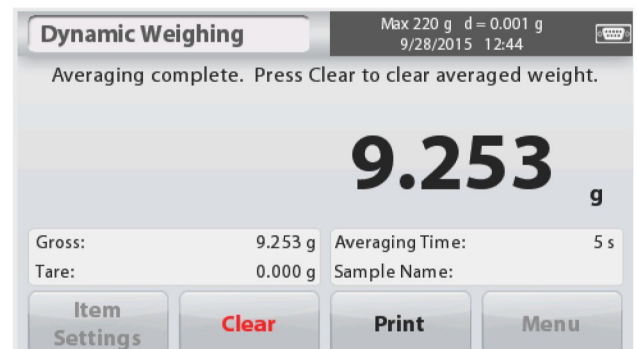 Dynamic Weighing
Max 220 g d = 0.001 g
9/28/2015 12:44
Averaging complete. Press Clear to clear averaged weight.
9.253 g
Gross: 9.253 g
Tare: 0.000 g
Averaging Time: 5 s
Sample Name:
Item
Settings
Clear
Print
Menu